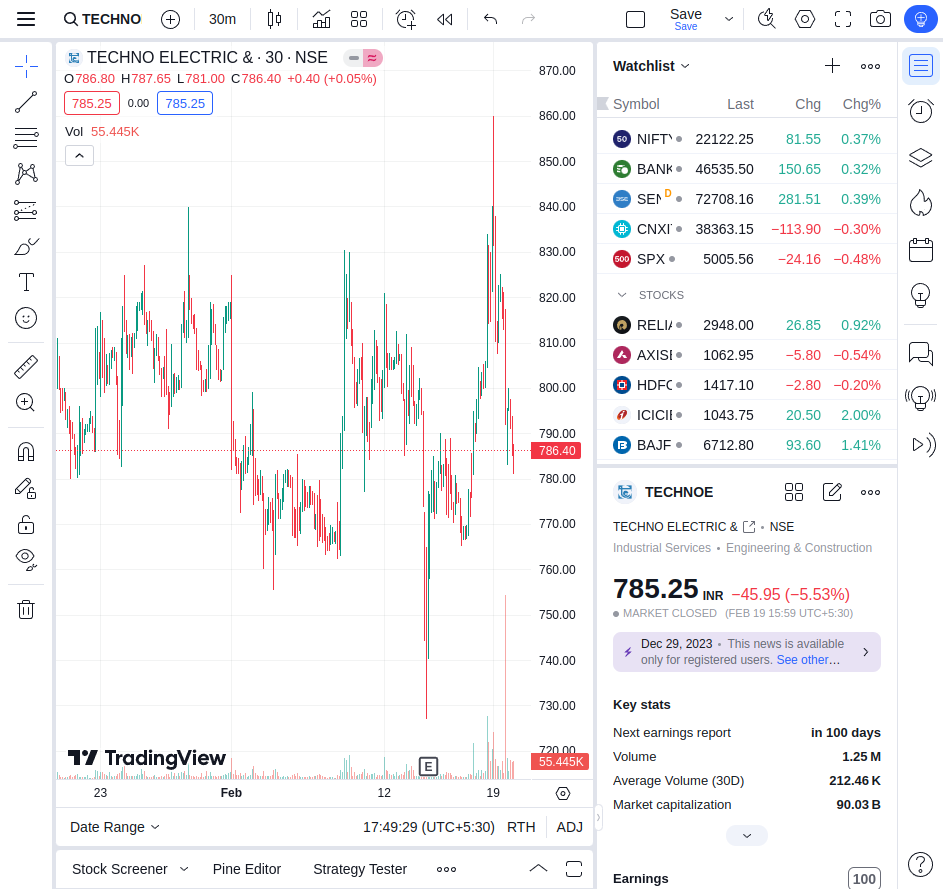 TECHNO 30m Save
Save
TECHNO ELECTRIC & · 30 · NSE
O786.80 H787.65 L781.00 C786.40 +0.40 (+0.05%)
785.25 0.00 785.25
Vol 55.445K
870.00
860.00
850.00
840.00
830.00
820.00
810.00
800.00
790.00
786.40
780.00
770.00
760.00
750.00
740.00
730.00
720.00
55.445K
TradingView
E
23 Feb 12 19
Date Range 17:49:29 (UTC+5:30) RTH ADJ
Stock Screener Pine Editor Strategy Tester
Watchlist
Symbol Last Chg Chg%
50 NIFTY 22122.25 81.55 0.37%
BANK 46535.50 150.65 0.32%
SEN D 72708.16 281.51 0.39%
CNXI 38363.15 −113.90 −0.30%
500 SPX 5005.56 −24.16 −0.48%
STOCKS
RELIA 2948.00 26.85 0.92%
AXISE 1062.95 −5.80 −0.54%
HDFC 1417.10 −2.80 −0.20%
ICICIE 1043.75 20.50 2.00%
BAJF 6712.80 93.60 1.41%
TECHNOE
TECHNO ELECTRIC & • NSE
Industrial Services • Engineering & Construction
785.25 INR −45.95 (−5.53%)
MARKET CLOSED (FEB 19 15:59 UTC+5:30)
Dec 29, 2023 • This news is available
only for registered users. See other…
Key stats
Next earnings report in 100 days
Volume 1.25 M
Average Volume (30D) 212.46 K
Market capitalization 90.03 B
Earnings 100